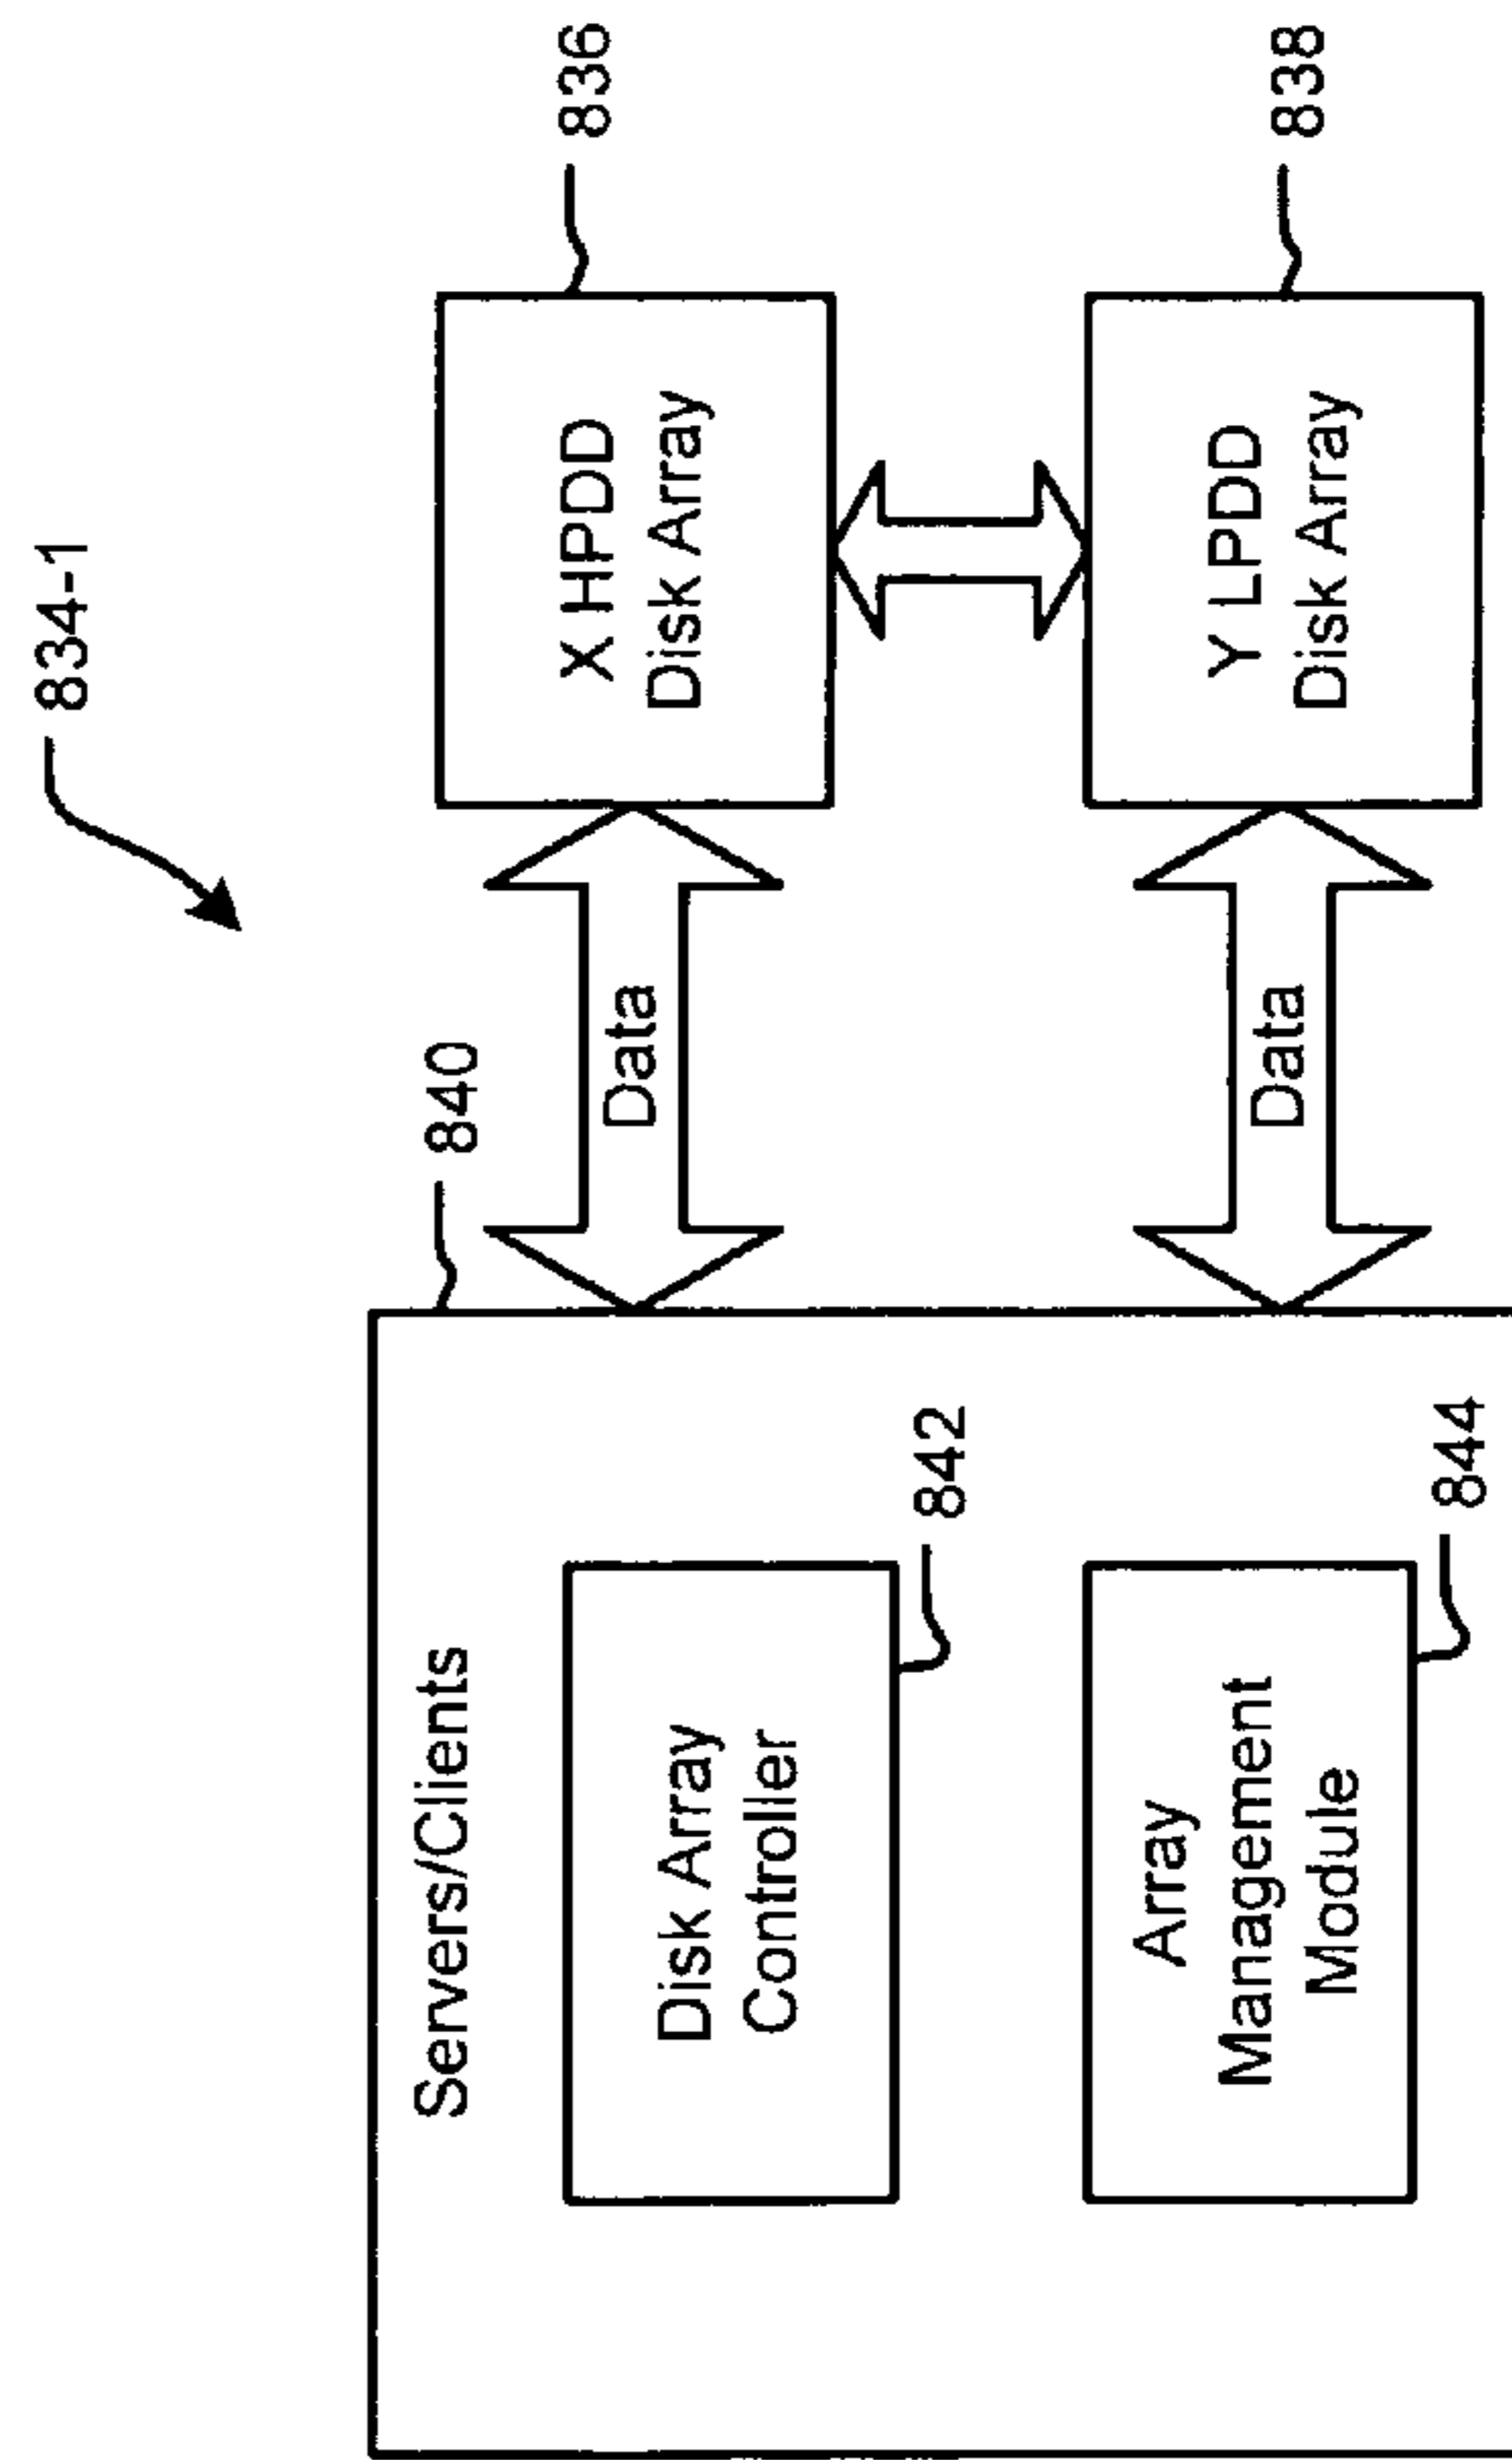 834-1
840
Servers/Clients
Disk Array
Controller
842
Array
Management
Module
844
Data
Data
X HPDD
Disk Array
836
Y LPDD
Disk Array
838